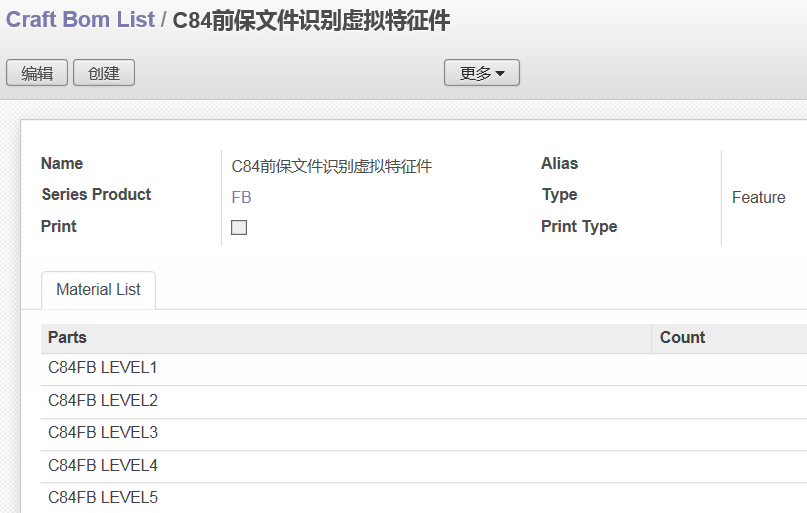 Craft Bom List / C84前保文件识别虚拟特征件
编辑 创建 更多
Name C84前保文件识别虚拟特征件 Alias
Series Product FB Type Feature
Print Print Type
Material List
Parts Count
C84FB LEVEL1
C84FB LEVEL2
C84FB LEVEL3
C84FB LEVEL4
C84FB LEVEL5